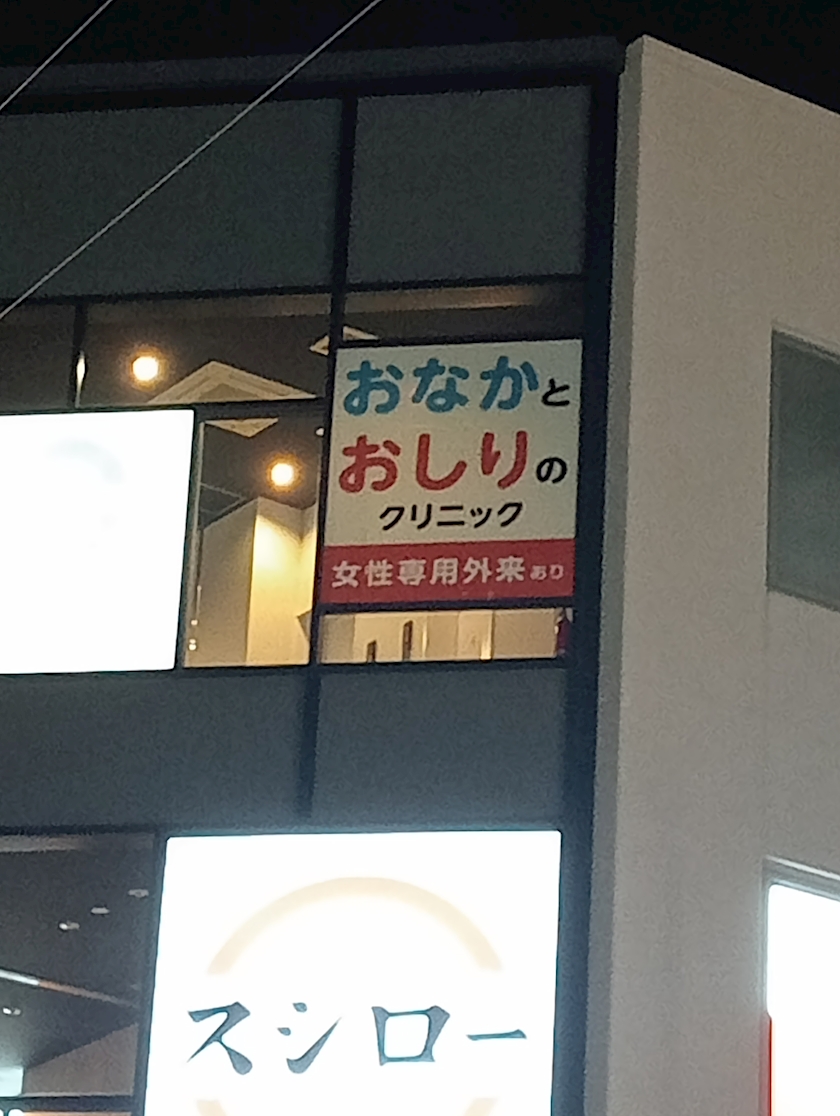 おなかと
おしりの
クリニック
女性専用外来あり
スシロー